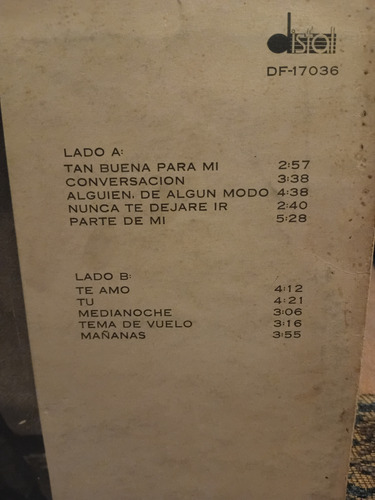 distal
DF-17036
LADO A:
TAN BUENA PARA MI 2:57
CONVERSACION 3:38
ALGUIEN, DE ALGUN MODO 4:38
NUNCA TE DEJARE IR 2:40
PARTE DE MI 5:28
LADO B:
TE AMO 4:12
TU 4:21
MEDIANOCHE 3:06
TEMA DE VUELO 3:16
MAÑANAS 3:55